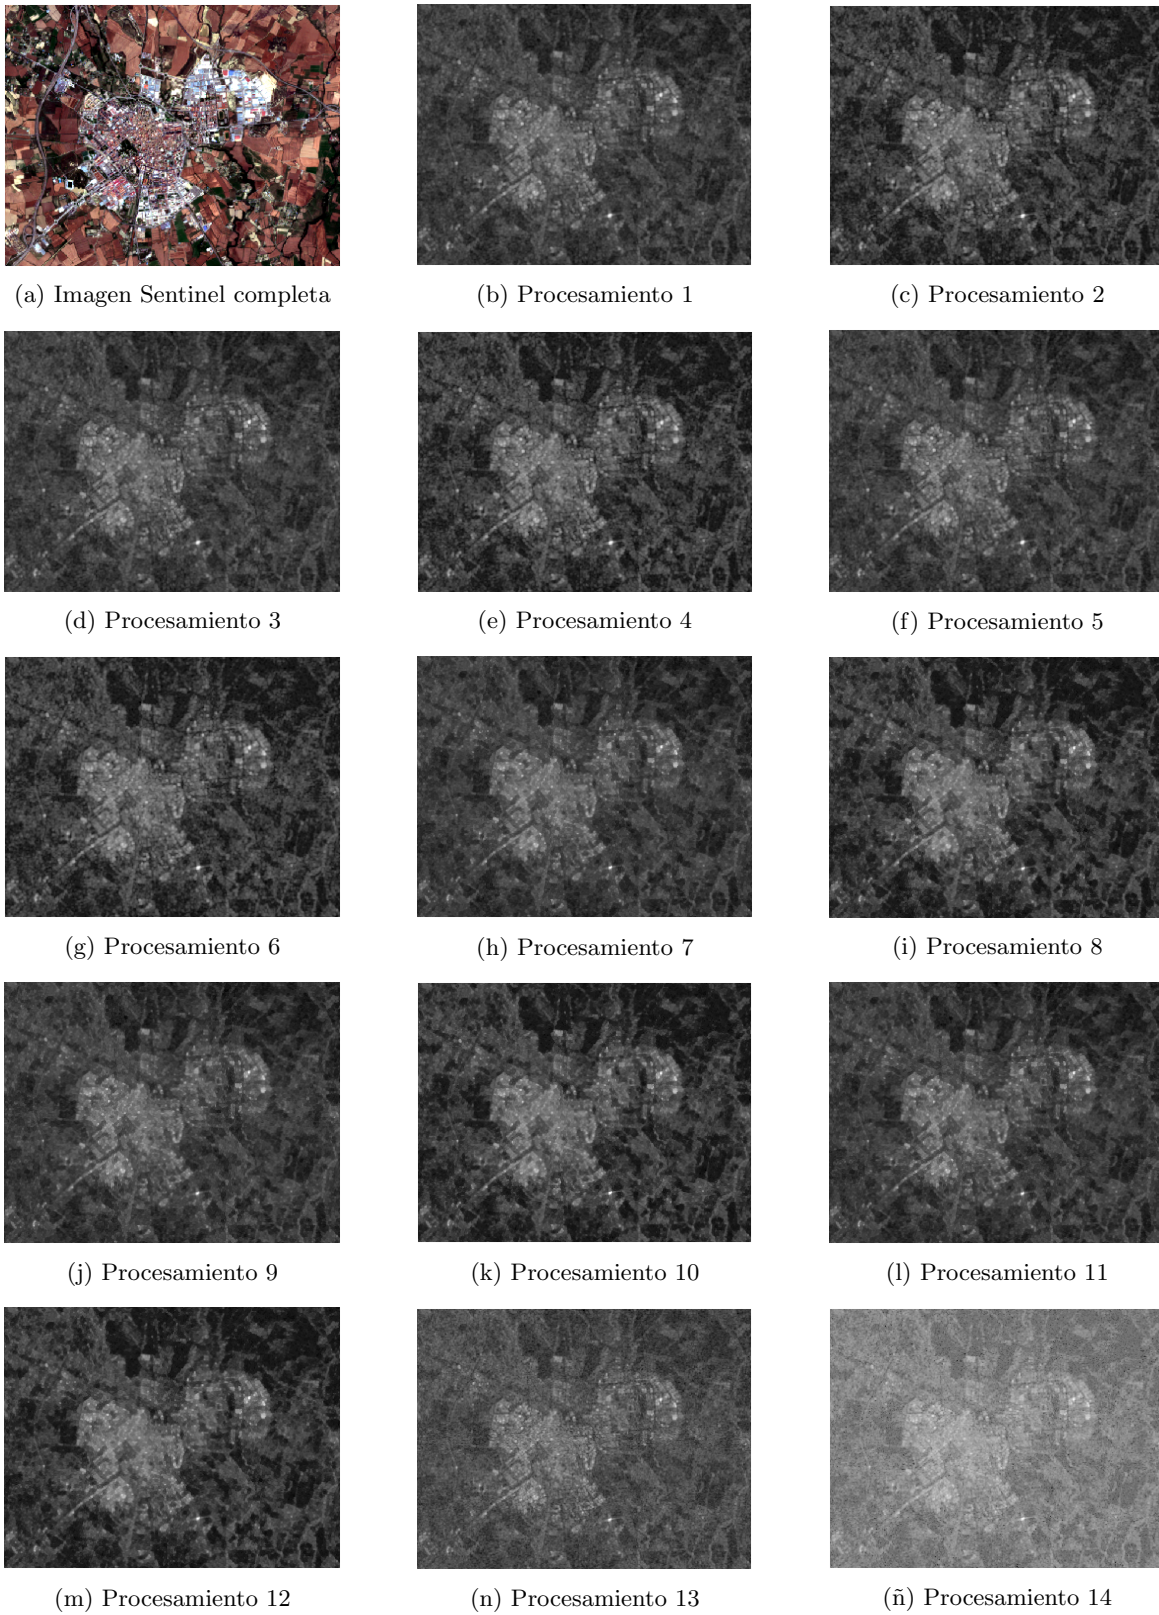 (a) Imagen Sentinel completa
(b) Procesamiento 1
(c) Procesamiento 2
(d) Procesamiento 3
(e) Procesamiento 4
(f) Procesamiento 5
(g) Procesamiento 6
(h) Procesamiento 7
(i) Procesamiento 8
(j) Procesamiento 9
(k) Procesamiento 10
(l) Procesamiento 11
(m) Procesamiento 12
(n) Procesamiento 13
(ñ) Procesamiento 14